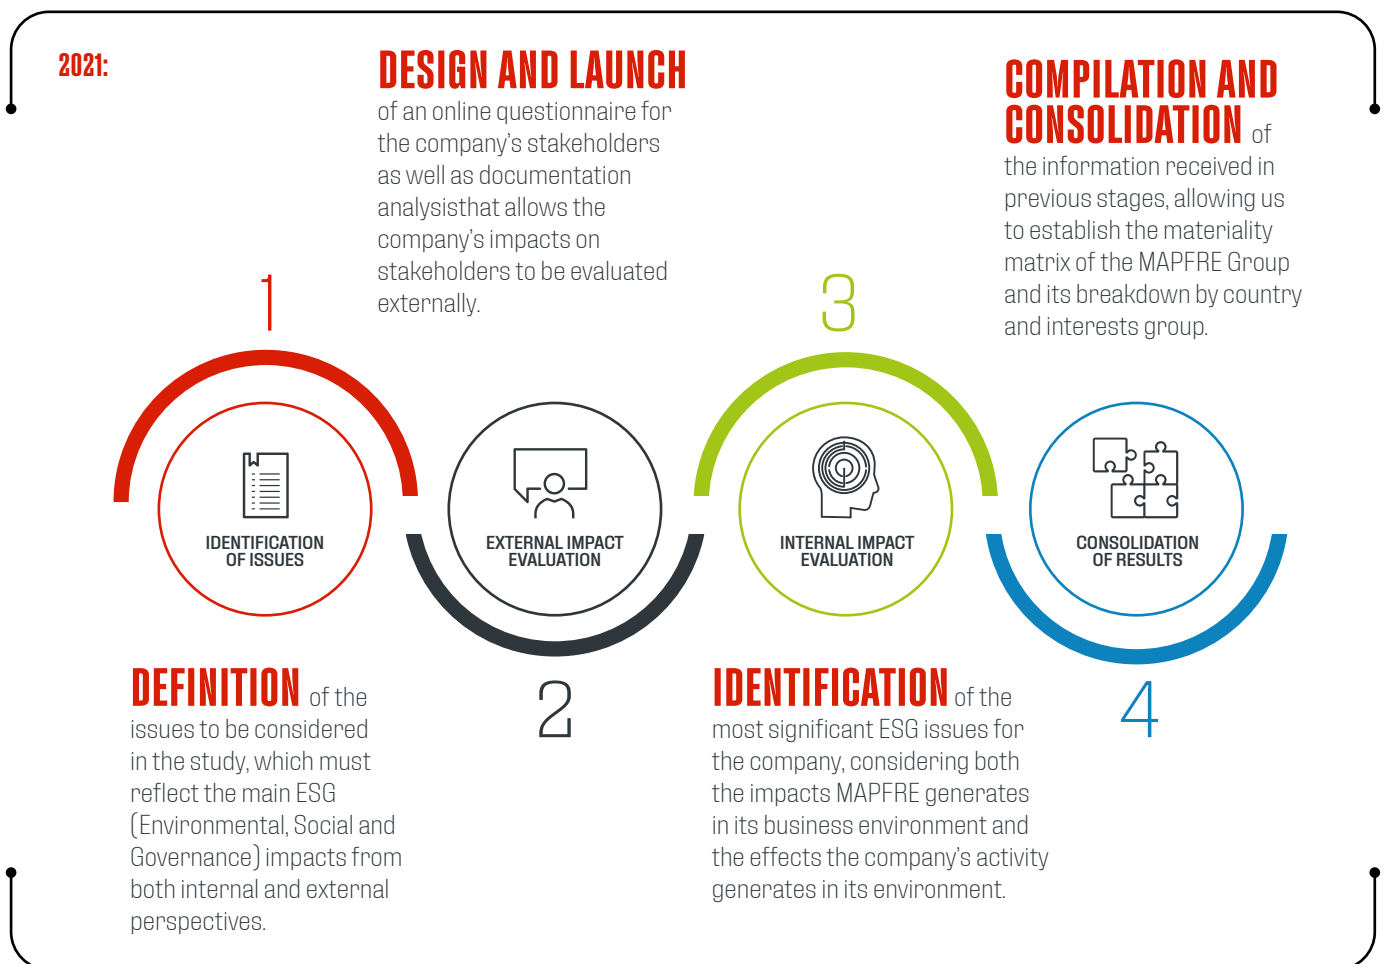 2021:
1
IDENTIFICATION
OF ISSUES
DEFINITION of the
issues to be considered
in the study, which must
reflect the main ESG
(Environmental, Social and
Governance) impacts from
both internal and external
perspectives.
DESIGN AND LAUNCH
of an online questionnaire for
the company's stakeholders
as well as documentation
analysisthat allows the
company's impacts on
stakeholders to be evaluated
externally.
EXTERNAL IMPACT
EVALUATION
2
3
INTERNAL IMPACT
EVALUATION
IDENTIFICATION of the
most significant ESG issues for
the company, considering both
the impacts MAPFRE generates
in its business environment and
the effects the company's activity
generates in its environment.
COMPILATION AND
CONSOLIDATION of
the information received in
previous stages, allowing us
to establish the materiality
matrix of the MAPFRE Group
and its breakdown by country
and interests group.
CONSOLIDATION
OF RESULTS
4